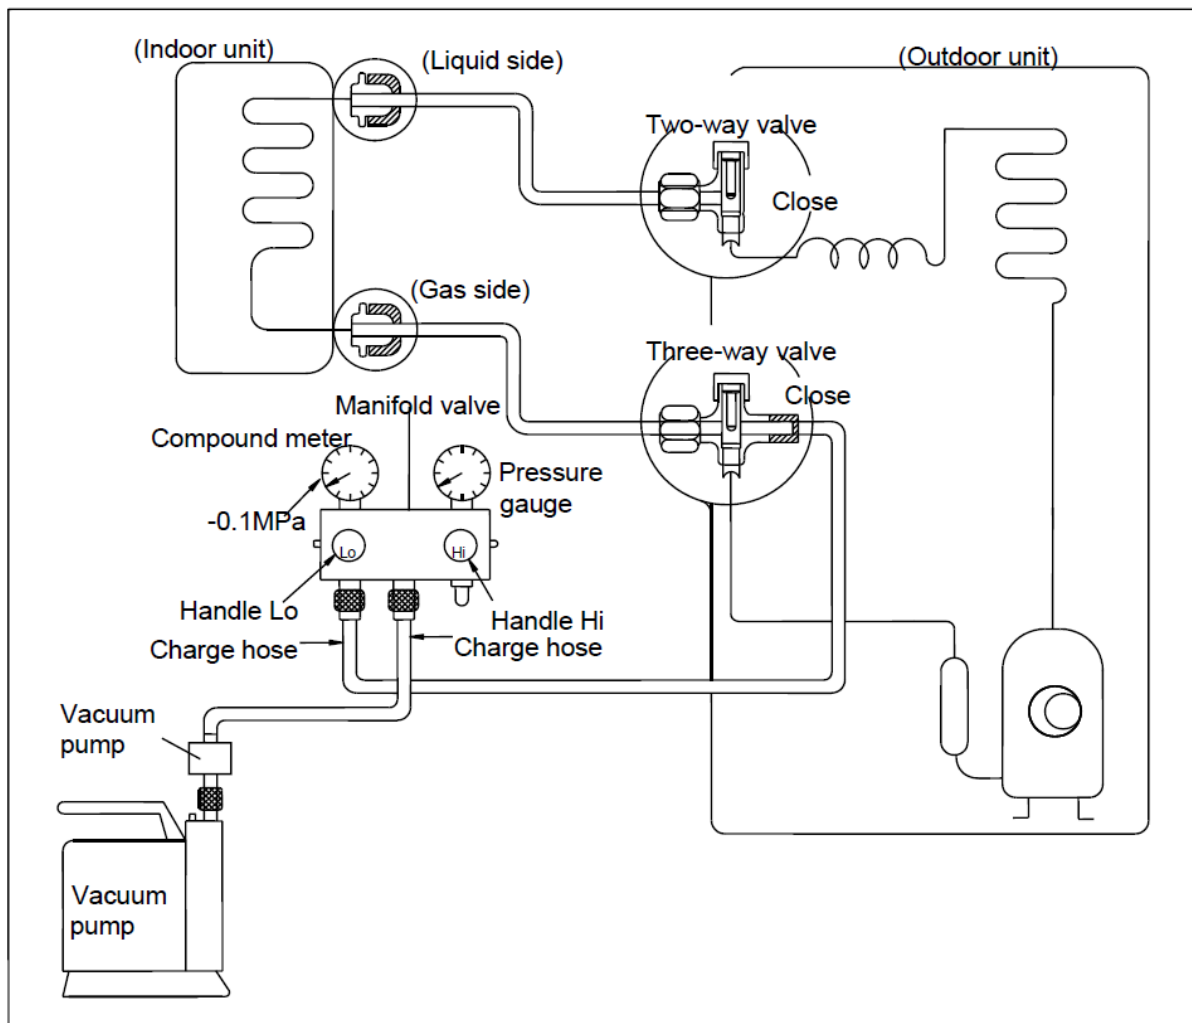 (Indoor unit)
(Liquid side)
(Outdoor unit)
Two-way valve
Close
(Gas side)
Three-way valve
Close
Manifold valve
Compound meter
Pressure
gauge
-0.1MPa
Lo
Hi
Handle Lo
Handle Hi
Charge hose
Charge hose
Vacuum
pump
Vacuum
pump